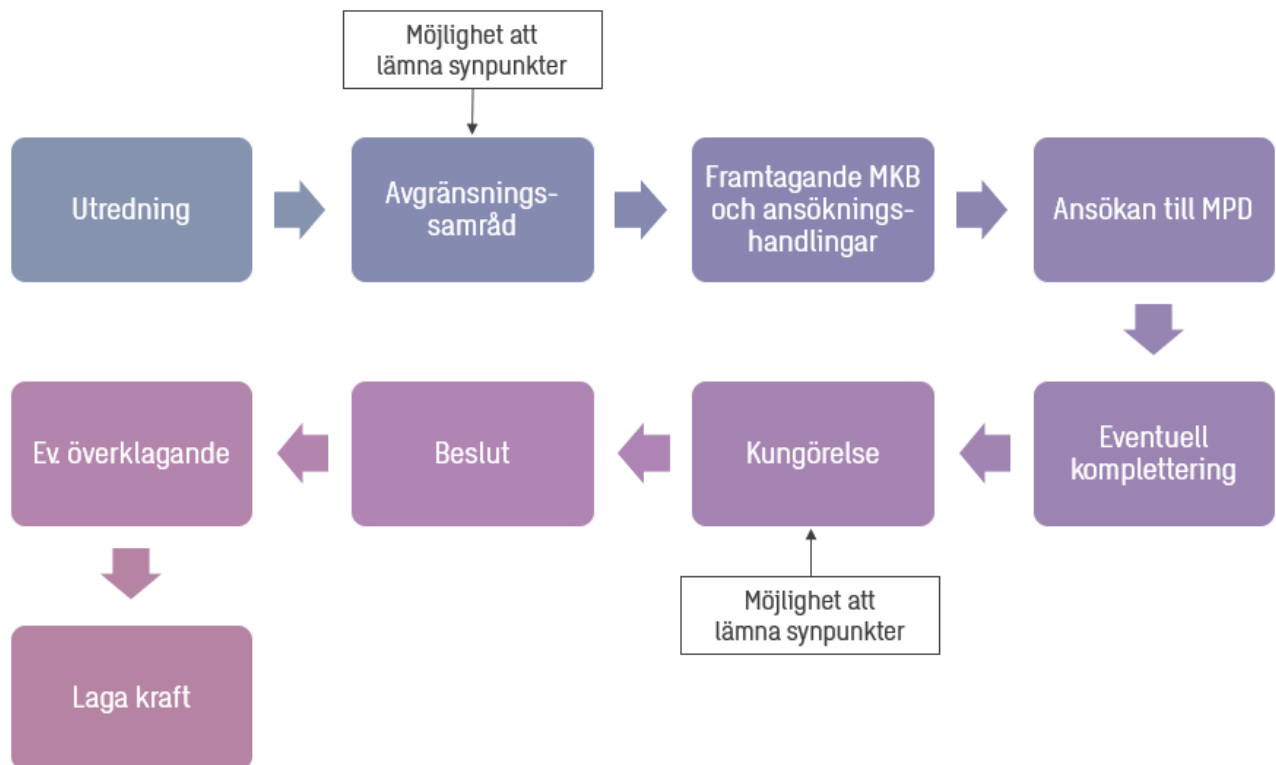 Möjlighet att
lämna synpunkter
Utredning
Avgränsnings-
samråd
Framtagande MKB
och ansöknings-
handlingar
Ansökan till MPD
Eventuell
komplettering
Kungörelse
Möjlighet att
lämna synpunkter
Beslut
Ev. överklagande
Laga kraft